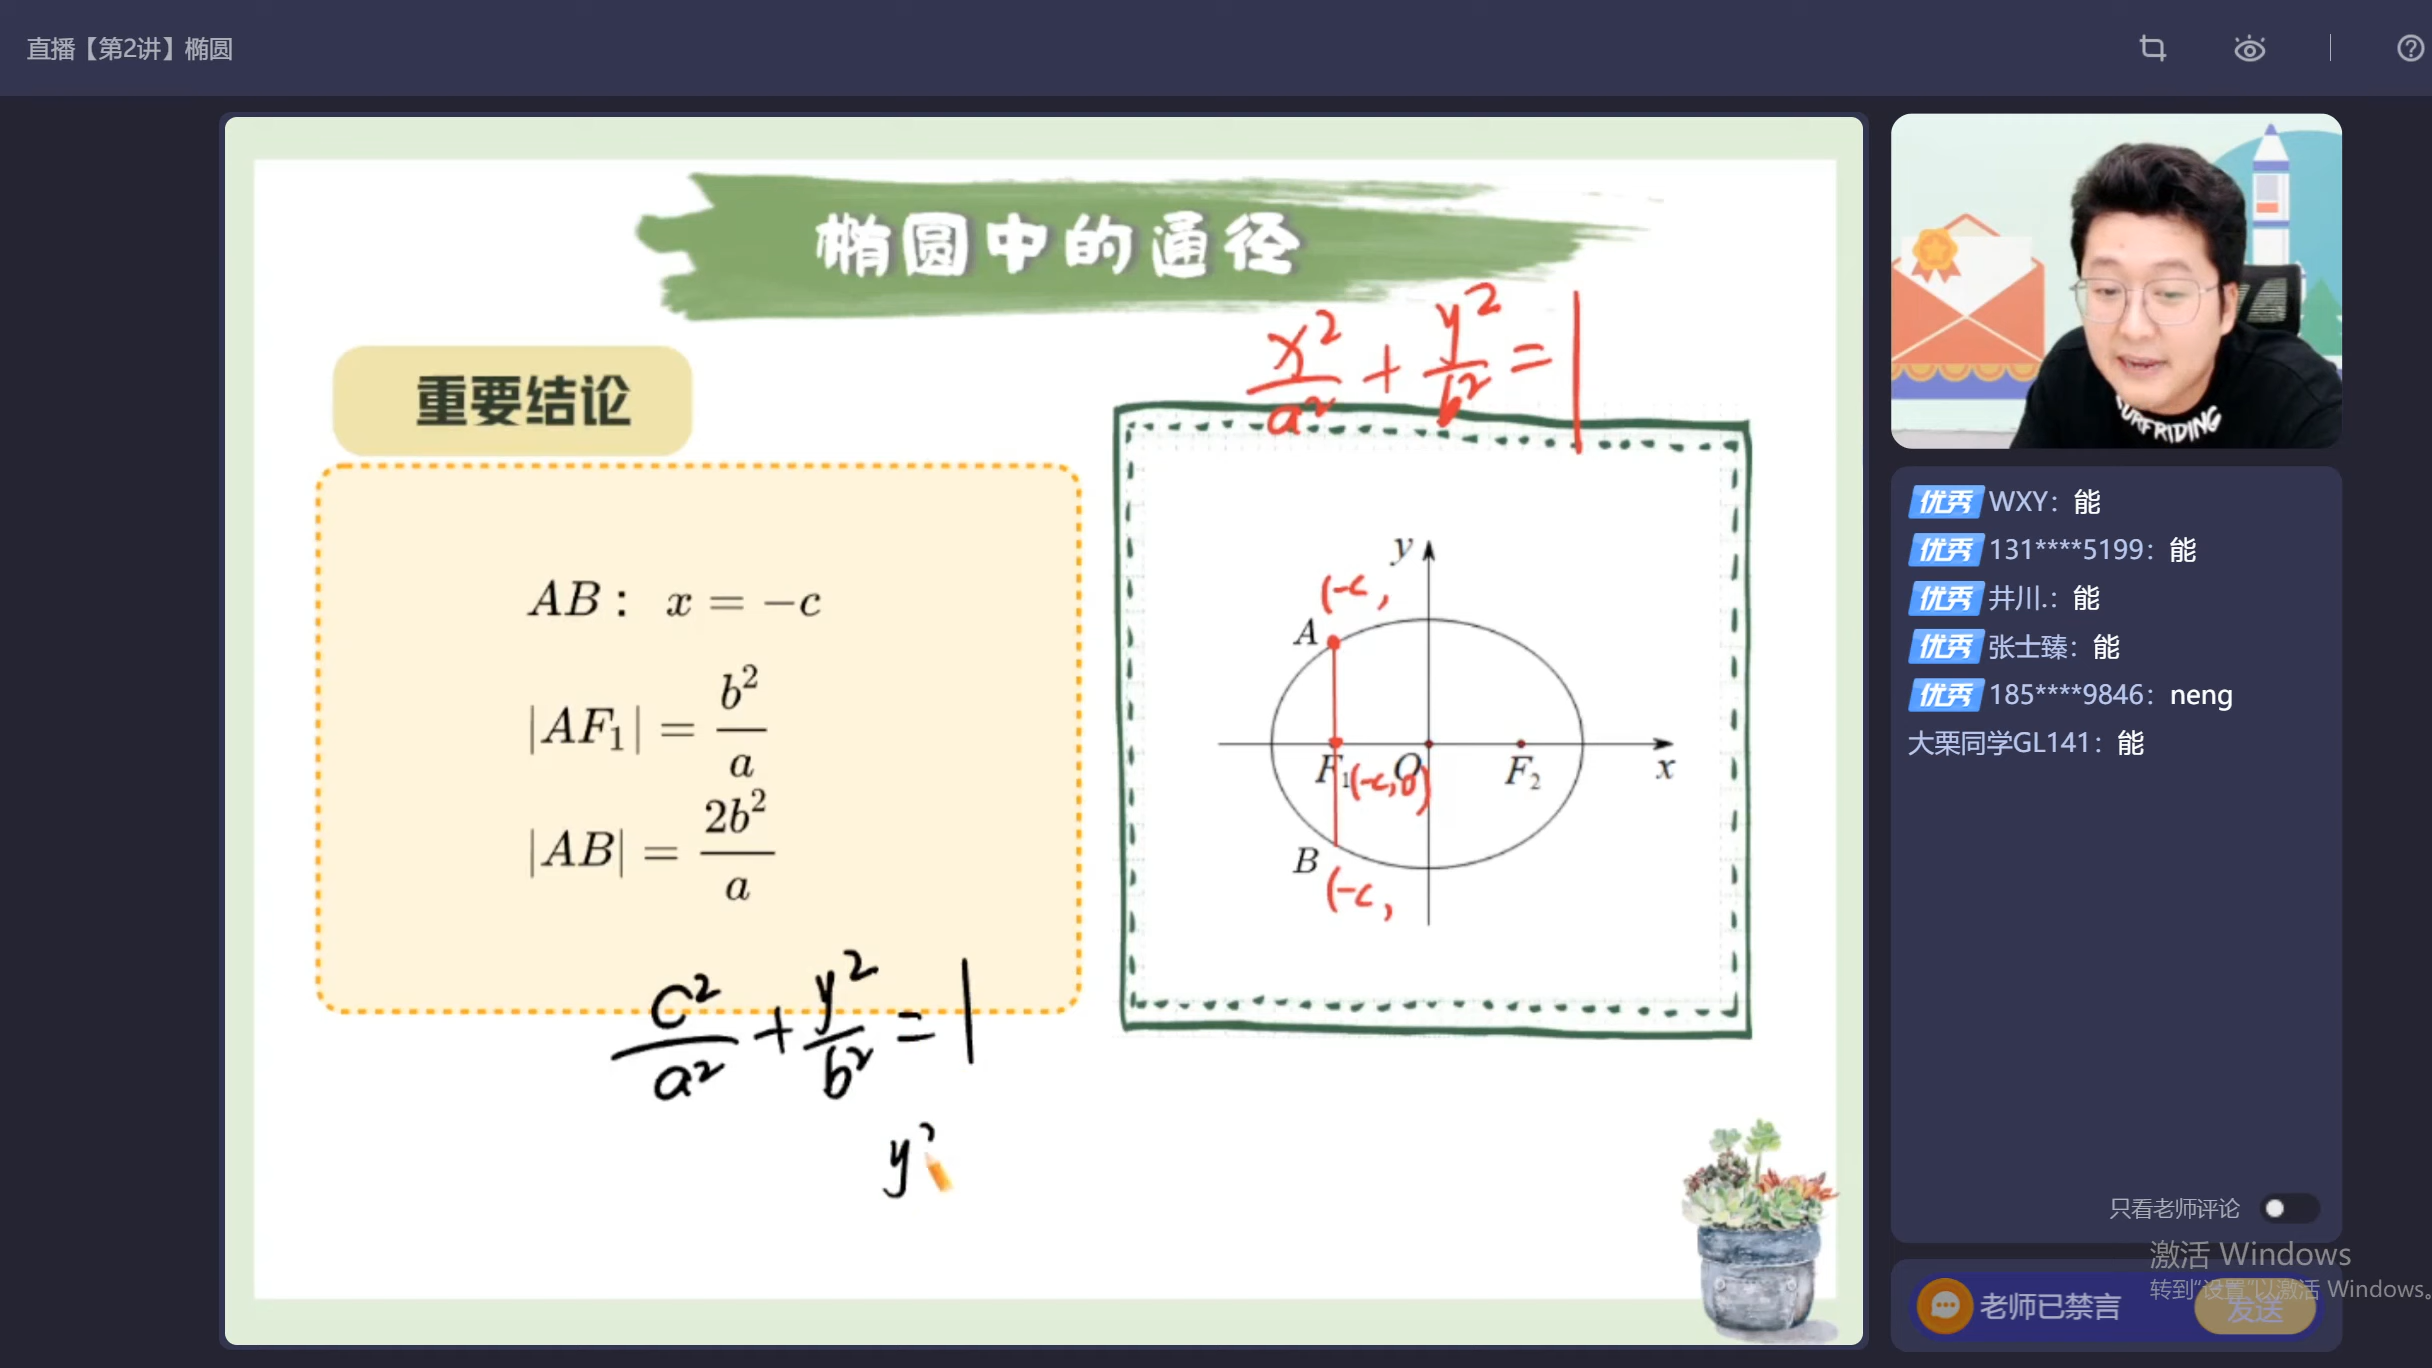 直播【第2讲】椭圆
椭圆中的通径
重要结论
AB： x = −c
|AF₁| = b²/a
|AB| = 2b²/a
c²/a² + y²/b² = 1
y²
x²/a² + y²/b² = 1
y
(-c,
A
F₁ (-c,0) O F₂ x
B
(-c,
URFRIDING
优秀 WXY：能
优秀 131****5199：能
优秀 井川.：能
优秀 张士臻：能
优秀 185****9846：neng
大栗同学GL141：能
只看老师评论
激活 Windows
转到“设置”以激活 Windows。
老师已禁言
发送